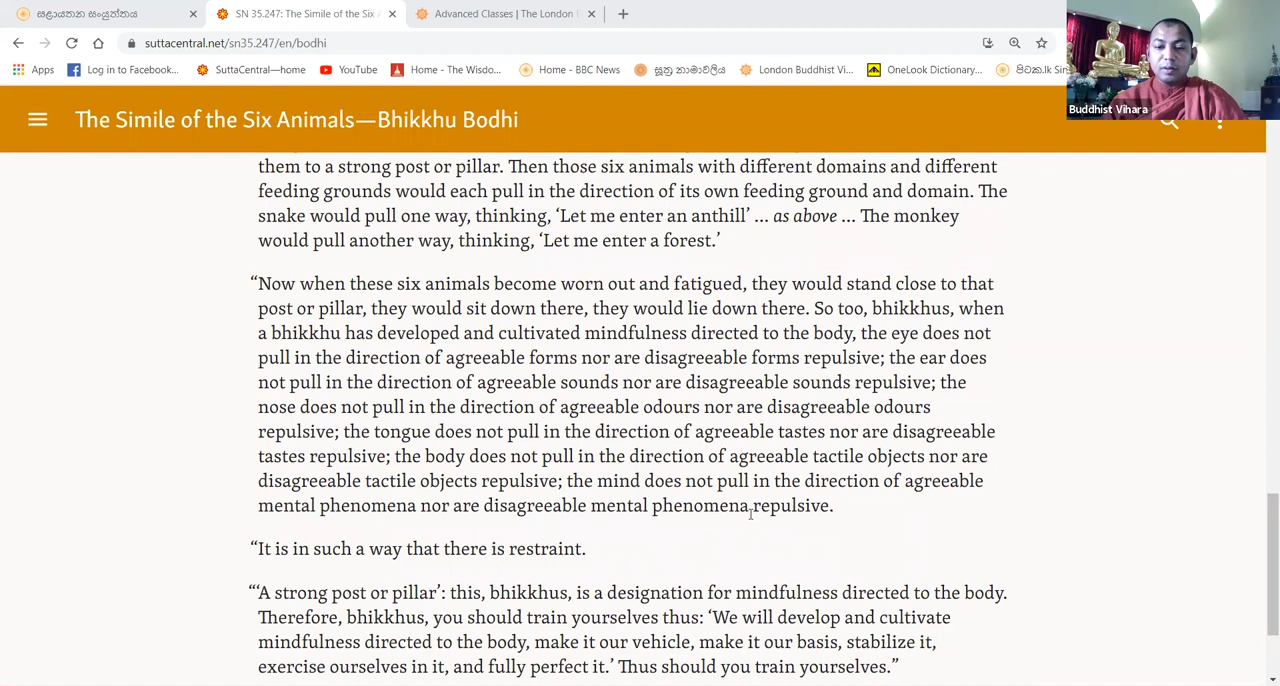 සළායතන සංයුත්තය
SN 35.247: The Simile of the Six A
Advanced Classes | The London B
suttacentral.net/sn35.247/en/bodhi
Apps
Log in to Facebook...
SuttaCentral—home
YouTube
Home - The Wisdo...
Home - BBC News
සූත්‍ර නාමාවලිය
London Buddhist Vi...
OneLook Dictionary...
පිටක.lk
Buddhist Vihara
The Simile of the Six Animals—Bhikkhu Bodhi
them to a strong post or pillar. Then those six animals with different domains and different
feeding grounds would each pull in the direction of its own feeding ground and domain. The
snake would pull one way, thinking, ‘Let me enter an anthill’ … as above … The monkey
would pull another way, thinking, ‘Let me enter a forest.’
“Now when these six animals become worn out and fatigued, they would stand close to that
post or pillar, they would sit down there, they would lie down there. So too, bhikkhus, when
a bhikkhu has developed and cultivated mindfulness directed to the body, the eye does not
pull in the direction of agreeable forms nor are disagreeable forms repulsive; the ear does
not pull in the direction of agreeable sounds nor are disagreeable sounds repulsive; the
nose does not pull in the direction of agreeable odours nor are disagreeable odours
repulsive; the tongue does not pull in the direction of agreeable tastes nor are disagreeable
tastes repulsive; the body does not pull in the direction of agreeable tactile objects nor are
disagreeable tactile objects repulsive; the mind does not pull in the direction of agreeable
mental phenomena nor are disagreeable mental phenomena repulsive.
“It is in such a way that there is restraint.
“‘A strong post or pillar’: this, bhikkhus, is a designation for mindfulness directed to the body.
Therefore, bhikkhus, you should train yourselves thus: ‘We will develop and cultivate
mindfulness directed to the body, make it our vehicle, make it our basis, stabilize it,
exercise ourselves in it, and fully perfect it.’ Thus should you train yourselves.”